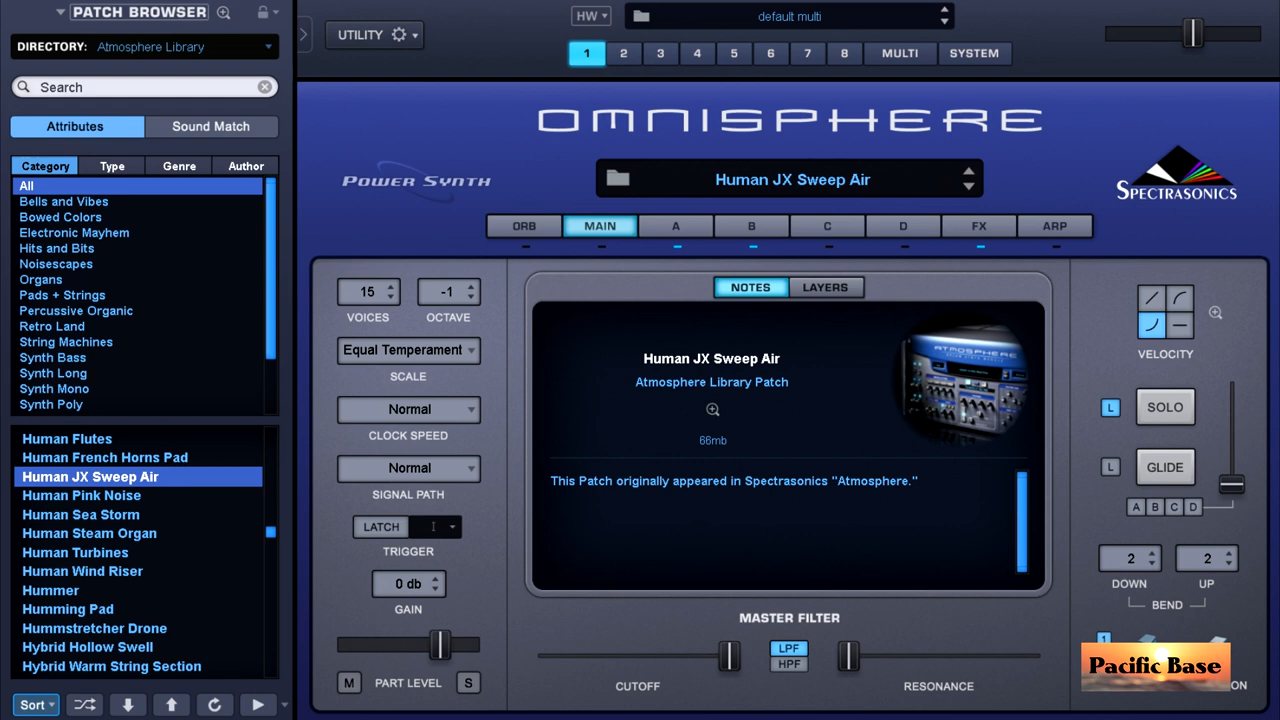 PATCH BROWSER
DIRECTORY: Atmosphere Library
Search
Attributes Sound Match
Category Type Genre Author
All
Bells and Vibes
Bowed Colors
Electronic Mayhem
Hits and Bits
Noisescapes
Organs
Pads + Strings
Percussive Organic
Retro Land
String Machines
Synth Bass
Synth Long
Synth Mono
Synth Poly
Human Flutes
Human French Horns Pad
Human JX Sweep Air
Human Pink Noise
Human Sea Storm
Human Steam Organ
Human Turbines
Human Wind Riser
Hummer
Humming Pad
Hummstretcher Drone
Hybrid Hollow Swell
Hybrid Warm String Section
Sort
UTILITY
HW
default multi
1 2 3 4 5 6 7 8 MULTI SYSTEM
OMNISPHERE
POWER SYNTH
Human JX Sweep Air
SPECTRASONICS
ORB MAIN A B C D FX ARP
15 -1
VOICES OCTAVE
Equal Temperament
SCALE
Normal
CLOCK SPEED
Normal
SIGNAL PATH
LATCH
TRIGGER
0 db
GAIN
M PART LEVEL S
NOTES LAYERS
Human JX Sweep Air
Atmosphere Library Patch
66mb
This Patch originally appeared in Spectrasonics "Atmosphere."
ATMOSPHERE
MASTER FILTER
LPF
HPF
CUTOFF RESONANCE
VELOCITY
L SOLO
L GLIDE
A B C D
2 2
DOWN UP
BEND
1
Pacific Base
ON